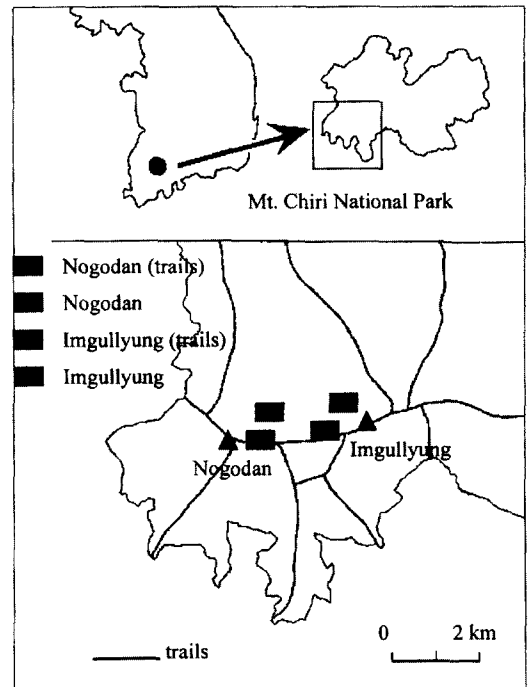 Mt. Chiri National Park
Nogodan (trails)
Nogodan
Imgullyung (trails)
Imgullyung
Imgullyung
Nogodan
0 2 km
trails